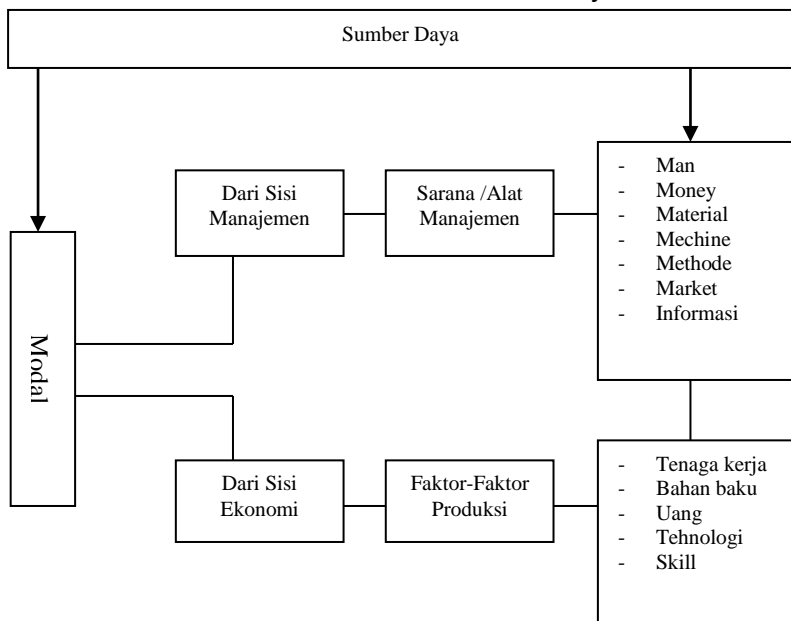 Sumber Daya
Dari Sisi
Manajemen
Sarana /Alat
Manajemen
- Man
- Money
- Material
- Mechine
- Methode
- Market
- Informasi
Modal
Dari Sisi
Ekonomi
Faktor-Faktor
Produksi
- Tenaga kerja
- Bahan baku
- Uang
- Tehnologi
- Skill